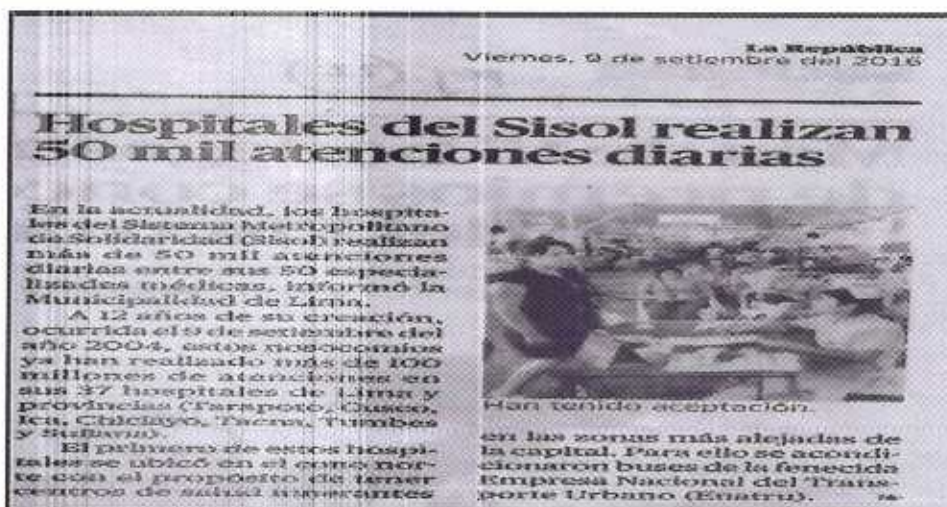 La República
Viernes, 9 de setiembre del 2016
Hospitales del Sisol realizan
50 mil atenciones diarias
En la actualidad, los hospita-
les del Sistema Metropolitano
de Solidaridad (Sisol) realizan
más de 50 mil atenciones
diarias entre sus 50 especia-
lidades médicas, informó la
Municipalidad de Lima.
A 12 años de su creación,
ocurrida el 9 de setiembre del
año 2004, estos nosocomios
ya han realizado más de 100
millones de atenciones en
sus 37 hospitales de Lima y
provincias (Tarapoto, Cusco,
Ica, Chiclayo, Tacna, Tumbes
y Sullana).
El primero de estos hospi-
tales se ubicó en el cono nor-
te con el propósito de tener
centros de salud itinerantes
Han tenido aceptación.
en las zonas más alejadas de
la capital. Para ello se acondi-
cionaron buses de la fenecida
Empresa Nacional del Trans-
porte Urbano (Enatru).